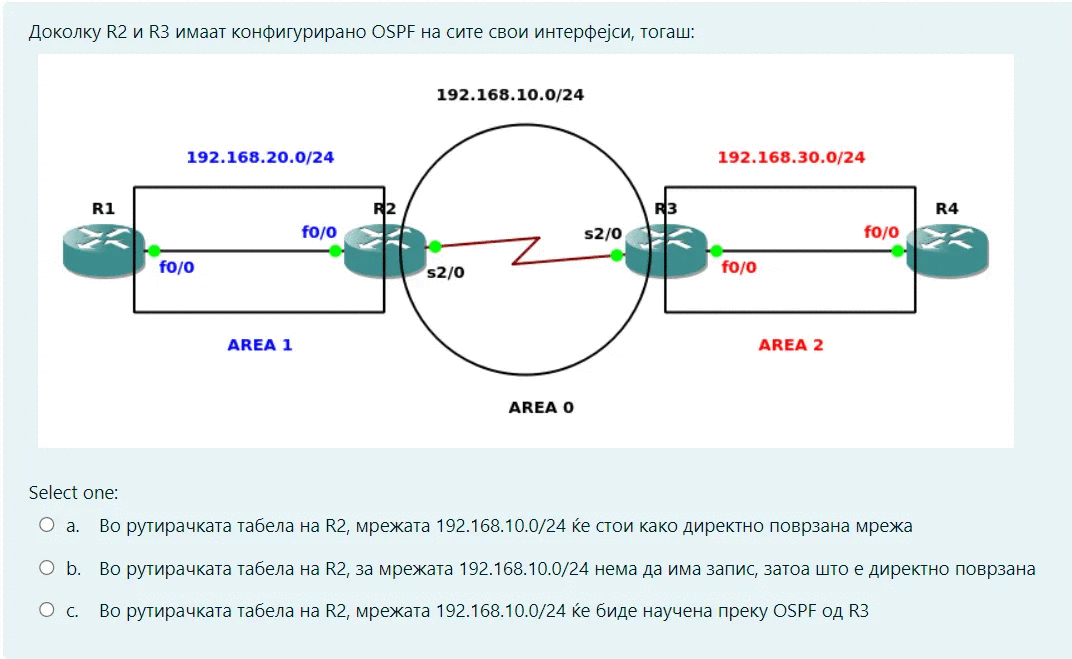 Доколку R2 и R3 имаат конфигурирано OSPF на сите свои интерфејси, тогаш:
192.168.10.0/24
192.168.20.0/24
192.168.30.0/24
R1
R2
R3
R4
f0/0
s2/0
f0/0
f0/0
s2/0
f0/0
AREA 1
AREA 2
AREA 0
Select one:
a. Во рутирачката табела на R2, мрежата 192.168.10.0/24 ќе стои како директно поврзана мрежа
b. Во рутирачката табела на R2, за мрежата 192.168.10.0/24 нема да има запис, затоа што е директно поврзана
c. Во рутирачката табела на R2, мрежата 192.168.10.0/24 ќе биде научена преку OSPF од R3